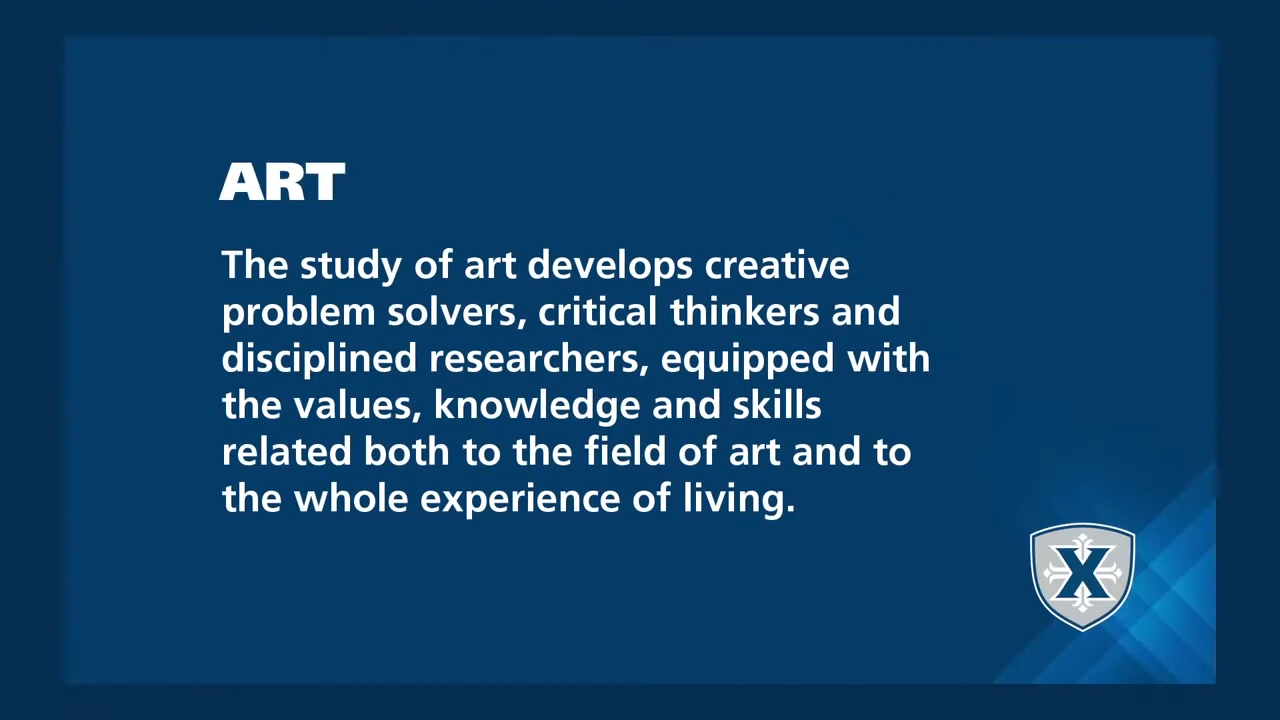 ART
The study of art develops creative
problem solvers, critical thinkers and
disciplined researchers, equipped with
the values, knowledge and skills
related both to the field of art and to
the whole experience of living.
X